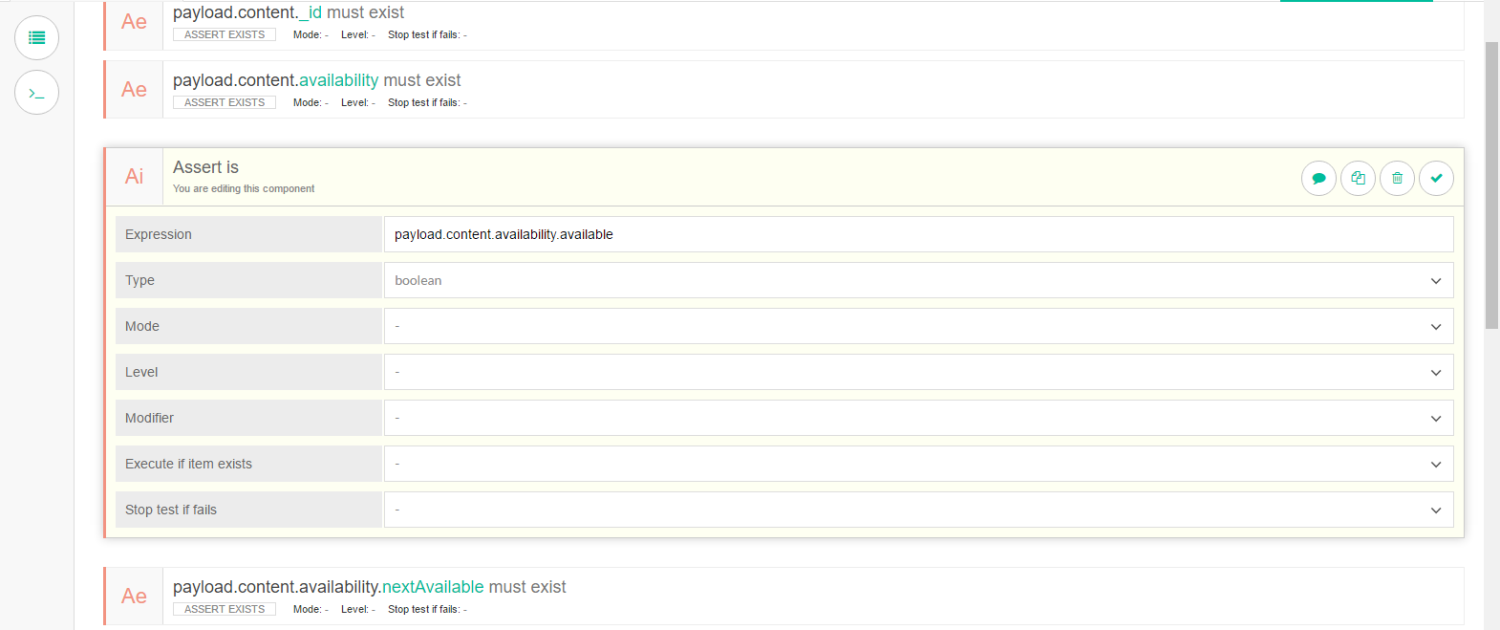 Ae
payload.content._id must exist
ASSERT EXISTS Mode: - Level: - Stop test if fails: -
Ae
payload.content.availability must exist
ASSERT EXISTS Mode: - Level: - Stop test if fails: -
Ai
Assert is
You are editing this component
Expression payload.content.availability.available
Type boolean
Mode -
Level -
Modifier -
Execute if item exists -
Stop test if fails -
Ae
payload.content.availability.nextAvailable must exist
ASSERT EXISTS Mode: - Level: - Stop test if fails: -